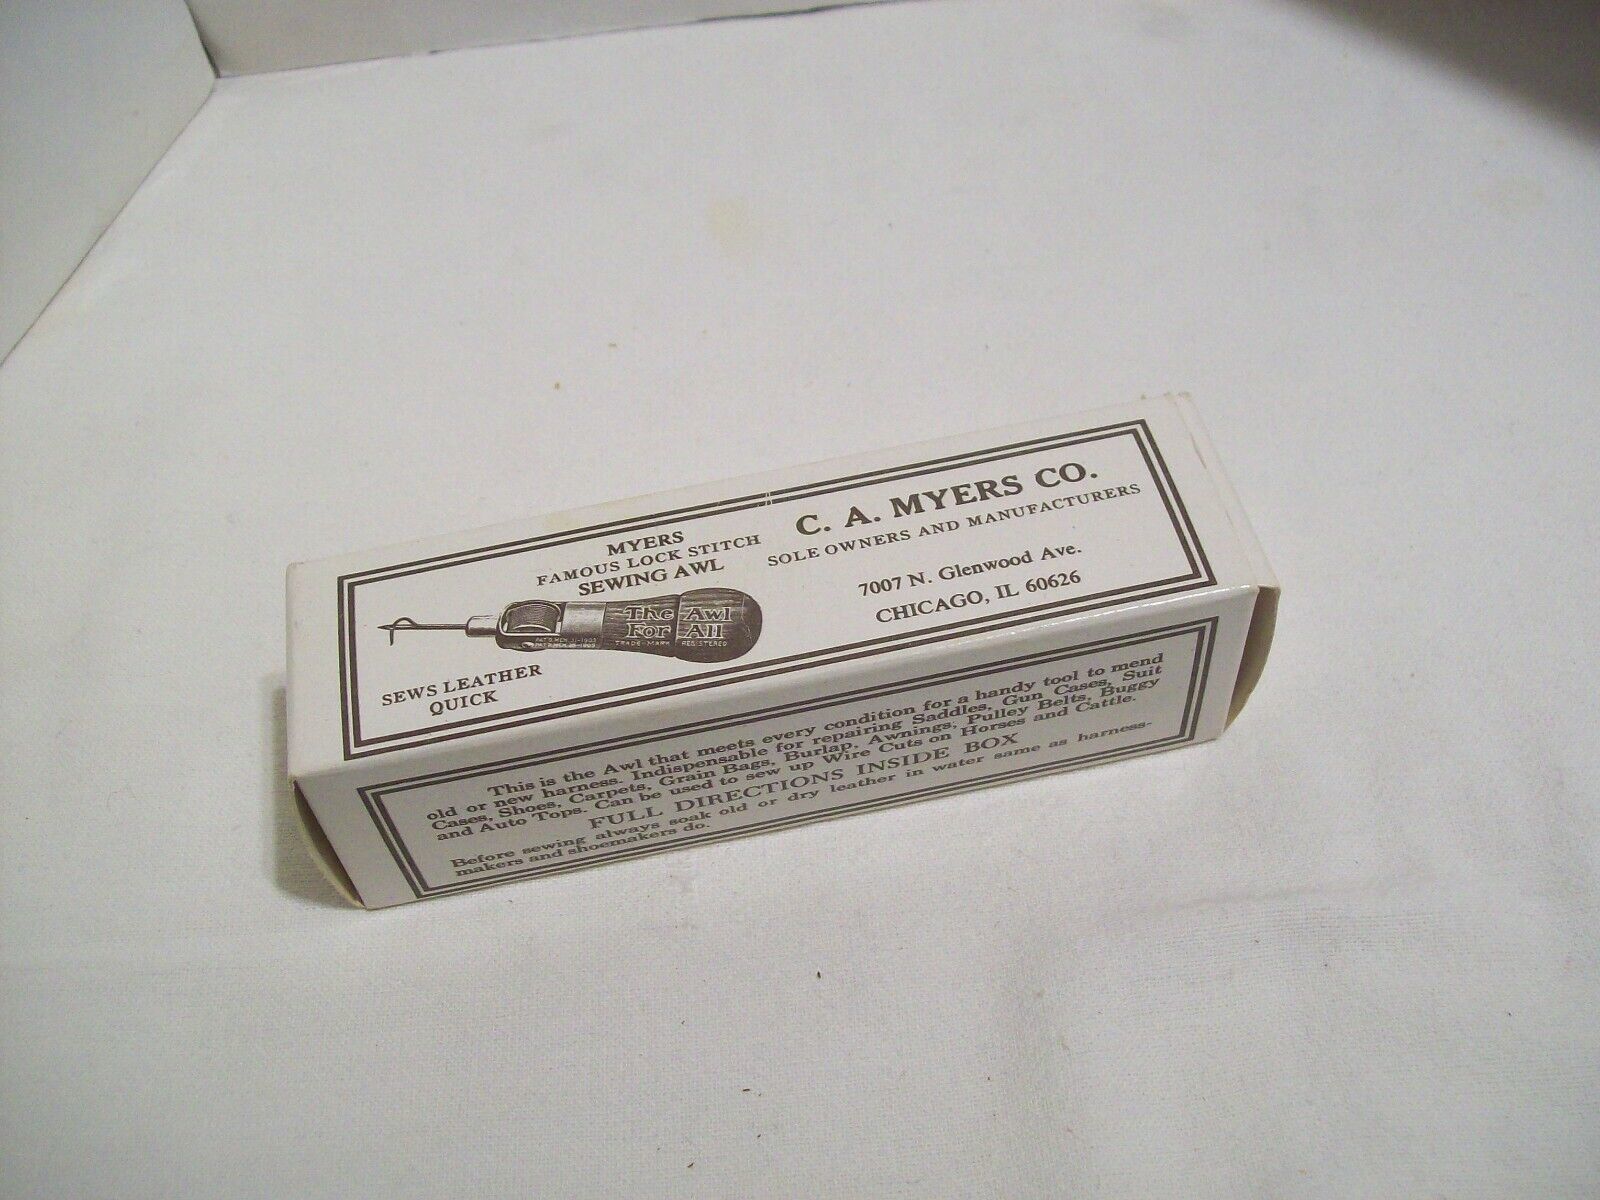 MYERS
FAMOUS LOCK STITCH
SEWING AWL
The Awl
For All
TRADE-MARK REGISTERED
SEWS LEATHER
QUICK
C. A. MYERS CO.
SOLE OWNERS AND MANUFACTURERS
7007 N. Glenwood Ave.
CHICAGO, IL 60626
This is the Awl that meets every condition for a handy tool to mend
old or new harness. Indispensable for repairing Saddles, Gun Cases, Suit
Cases, Shoes, Carpets, Grain Bags, Burlap, Awnings, Pulley Belts, Buggy
and Auto Tops. Can be used to sew up Wire Cuts on Horses and Cattle.
FULL DIRECTIONS INSIDE BOX
Before sewing always soak old or dry leather in water same as harness-
makers and shoemakers do.